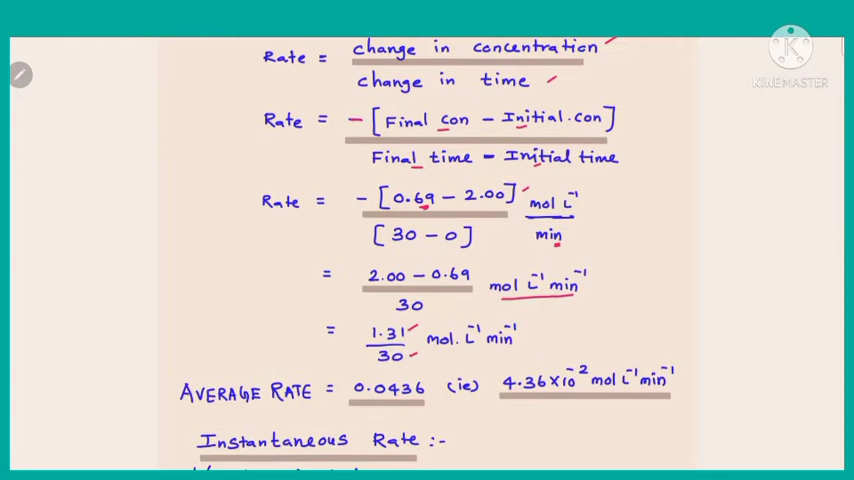 KINEMASTER
Rate = change in concentration
change in time
Rate = -[Final con - Initial.con]
Final time - Initial time
Rate = -[0.69 - 2.00] mol L⁻¹
[30 - 0] min
= 2.00 - 0.69 mol L⁻¹ min⁻¹
30
= 1.31 mol. L⁻¹ min⁻¹
30
AVERAGE RATE = 0.0436 (ie) 4.36×10⁻² mol L⁻¹ min⁻¹
Instantaneous Rate :-